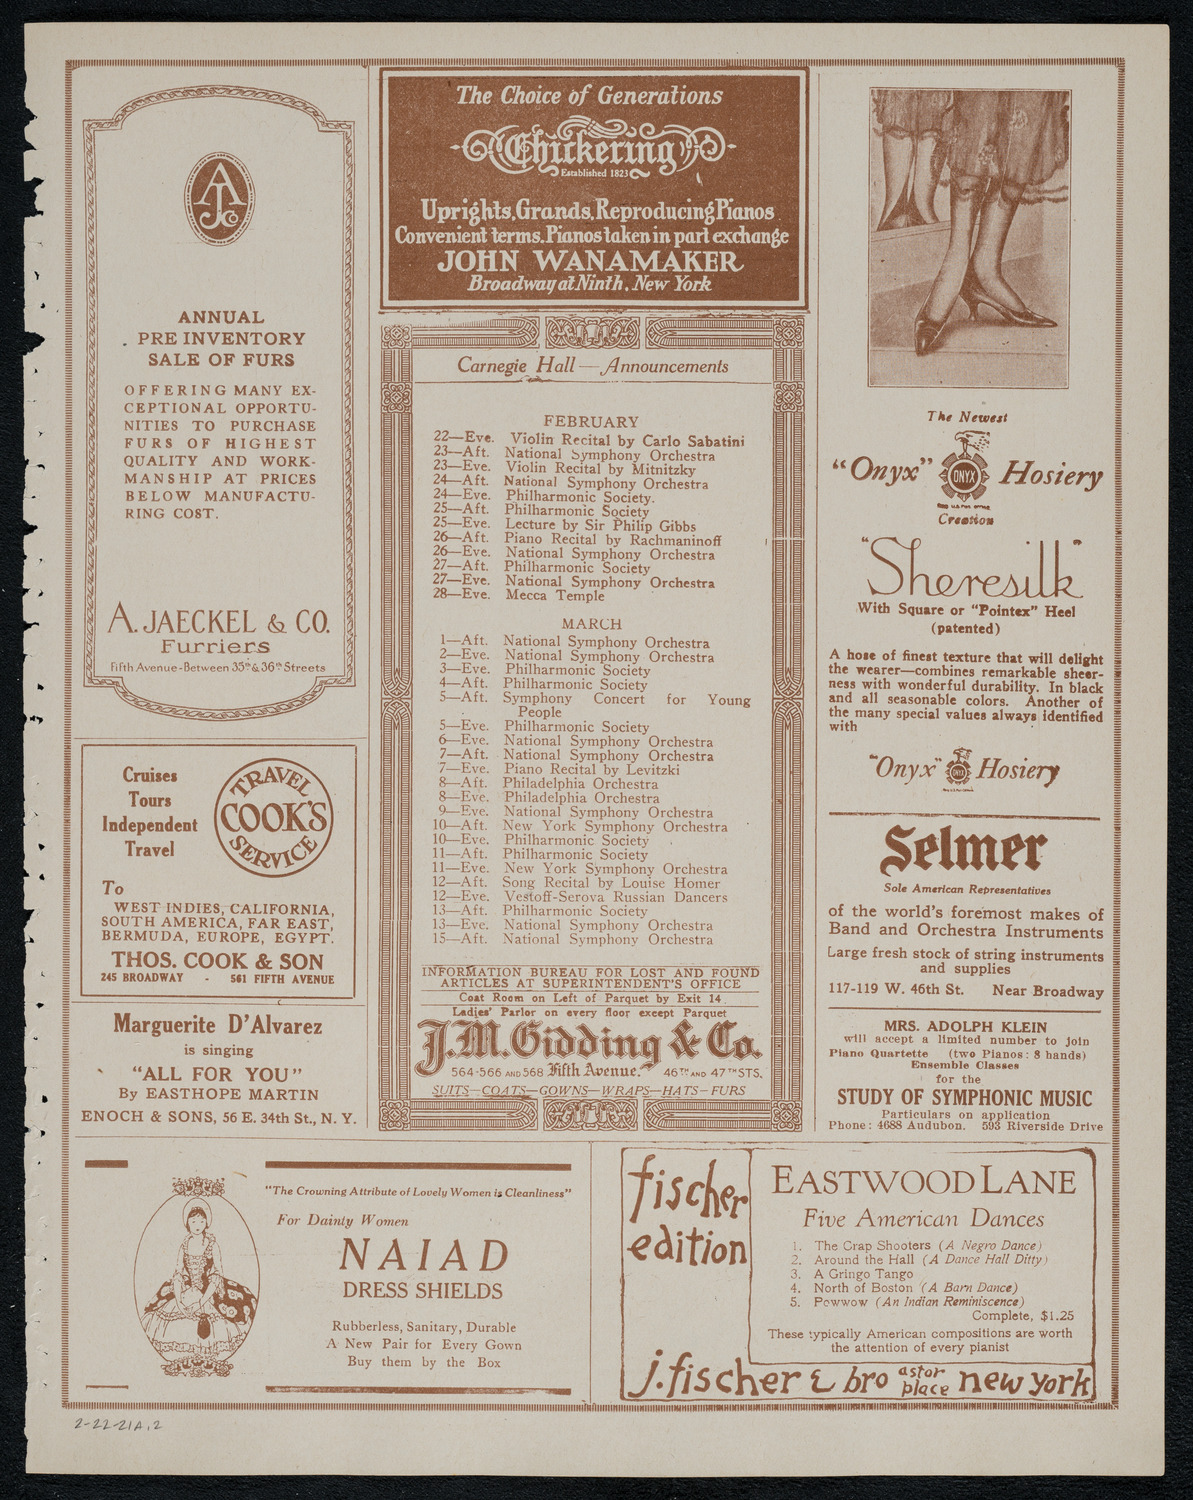 AJCo
ANNUAL
PRE INVENTORY
SALE OF FURS
OFFERING MANY EX-
CEPTIONAL OPPORTU-
NITIES TO PURCHASE
FURS OF HIGHEST
QUALITY AND WORK-
MANSHIP AT PRICES
BELOW MANUFACTU-
RING COST.
A. JAECKEL & CO.
Furriers
Fifth Avenue-Between 35th & 36th Streets
Cruises
Tours
Independent
Travel
TRAVEL
COOK'S
SERVICE
To
WEST INDIES, CALIFORNIA,
SOUTH AMERICA, FAR EAST,
BERMUDA, EUROPE, EGYPT.
THOS. COOK & SON
245 BROADWAY - 561 FIFTH AVENUE
Marguerite D'Alvarez
is singing
"ALL FOR YOU"
By EASTHOPE MARTIN
ENOCH & SONS, 56 E. 34th St., N. Y.
The Choice of Generations
Chickering
Established 1823
Uprights, Grands, Reproducing Pianos
Convenient terms. Pianos taken in part exchange
JOHN WANAMAKER
Broadway at Ninth, New York
Carnegie Hall — Announcements
FEBRUARY
22—Eve. Violin Recital by Carlo Sabatini
23—Aft. National Symphony Orchestra
23—Eve. Violin Recital by Mitnitzky
24—Aft. National Symphony Orchestra
24—Eve. Philharmonic Society.
25—Aft. Philharmonic Society
25—Eve. Lecture by Sir Philip Gibbs
26—Aft. Piano Recital by Rachmaninoff
26—Eve. National Symphony Orchestra
27—Aft. Philharmonic Society
27—Eve. National Symphony Orchestra
28—Eve. Mecca Temple
MARCH
1—Aft. National Symphony Orchestra
2—Eve. National Symphony Orchestra
3—Eve. Philharmonic Society
4—Aft. Philharmonic Society
5—Aft. Symphony Concert for Young
People
5—Eve. Philharmonic Society
6—Eve. National Symphony Orchestra
7—Aft. National Symphony Orchestra
7—Eve. Piano Recital by Levitzki
8—Aft. Philadelphia Orchestra
8—Eve. Philadelphia Orchestra
9—Eve. National Symphony Orchestra
10—Aft. New York Symphony Orchestra
10—Eve. Philharmonic Society
11—Aft. Philharmonic Society
11—Eve. New York Symphony Orchestra
12—Aft. Song Recital by Louise Homer
12—Eve. Vestoff-Serova Russian Dancers
13—Aft. Philharmonic Society
13—Eve. National Symphony Orchestra
15—Aft. National Symphony Orchestra
INFORMATION BUREAU FOR LOST AND FOUND
ARTICLES AT SUPERINTENDENT'S OFFICE
Coat Room on Left of Parquet by Exit 14
Ladies' Parlor on every floor except Parquet
J.M. Gidding & Co.
564-566 AND 568 Fifth Avenue. 46TH AND 47TH STS.
SUITS—COATS—GOWNS—WRAPS—HATS—FURS
The Newest
"Onyx" ONYX Hosiery
Creation
"Sheresilk"
With Square or "Pointex" Heel
(patented)
A hose of finest texture that will delight
the wearer—combines remarkable sheer-
ness with wonderful durability. In black
and all seasonable colors. Another of
the many special values always identified
with
"Onyx" ONYX Hosiery
Selmer
Sole American Representatives
of the world's foremost makes of
Band and Orchestra Instruments
Large fresh stock of string instruments
and supplies
117-119 W. 46th St. Near Broadway
MRS. ADOLPH KLEIN
will accept a limited number to join
Piano Quartette (two Pianos: 8 hands)
Ensemble Classes
for the
STUDY OF SYMPHONIC MUSIC
Particulars on application
Phone: 4688 Audubon. 593 Riverside Drive
"The Crowning Attribute of Lovely Women is Cleanliness"
For Dainty Women
NAIAD
DRESS SHIELDS
Rubberless, Sanitary, Durable
A New Pair for Every Gown
Buy them by the Box
fischer
edition
EASTWOOD LANE
Five American Dances
1. The Crap Shooters (A Negro Dance)
2. Around the Hall (A Dance Hall Ditty)
3. A Gringo Tango
4. North of Boston (A Barn Dance)
5. Powwow (An Indian Reminiscence)
Complete, $1.25
These typically American compositions are worth
the attention of every pianist
j. fischer & bro astor place new york
2-22-21A.2